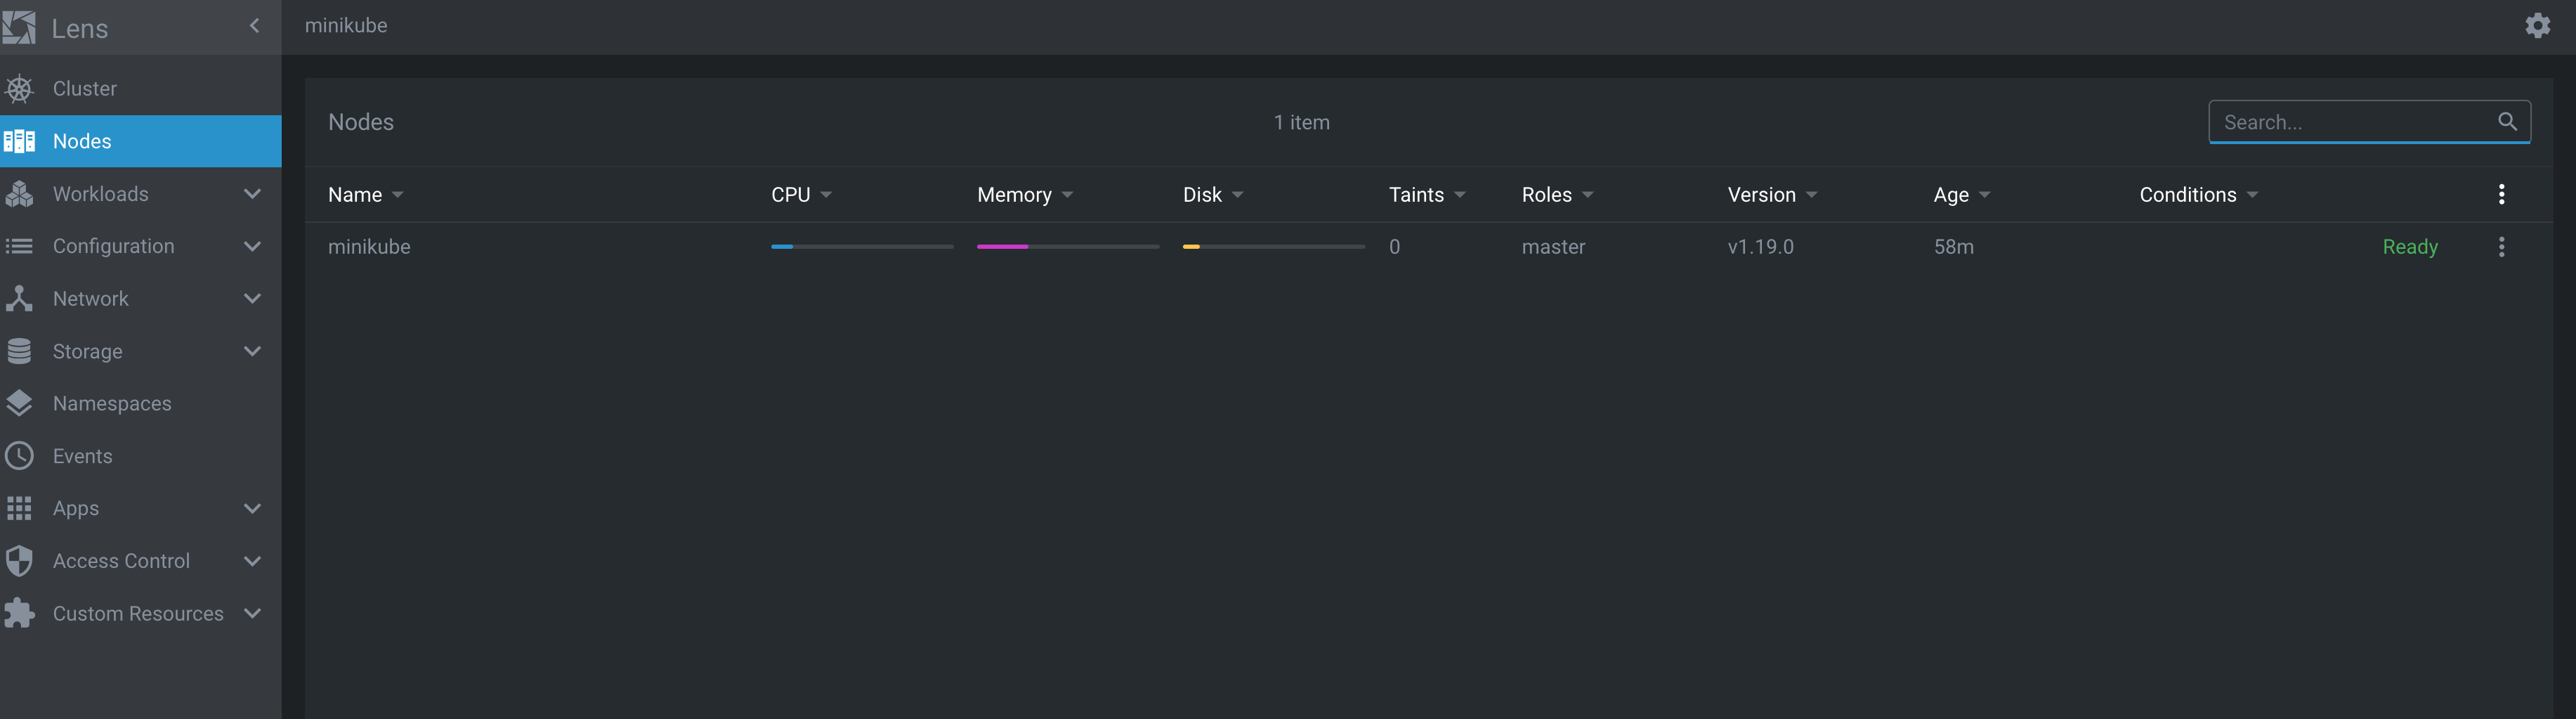 Lens
minikube
Cluster
Nodes
Workloads
Configuration
Network
Storage
Namespaces
Events
Apps
Access Control
Custom Resources
Nodes 1 item Search...
Name CPU Memory Disk Taints Roles Version Age Conditions
minikube 0 master v1.19.0 58m Ready